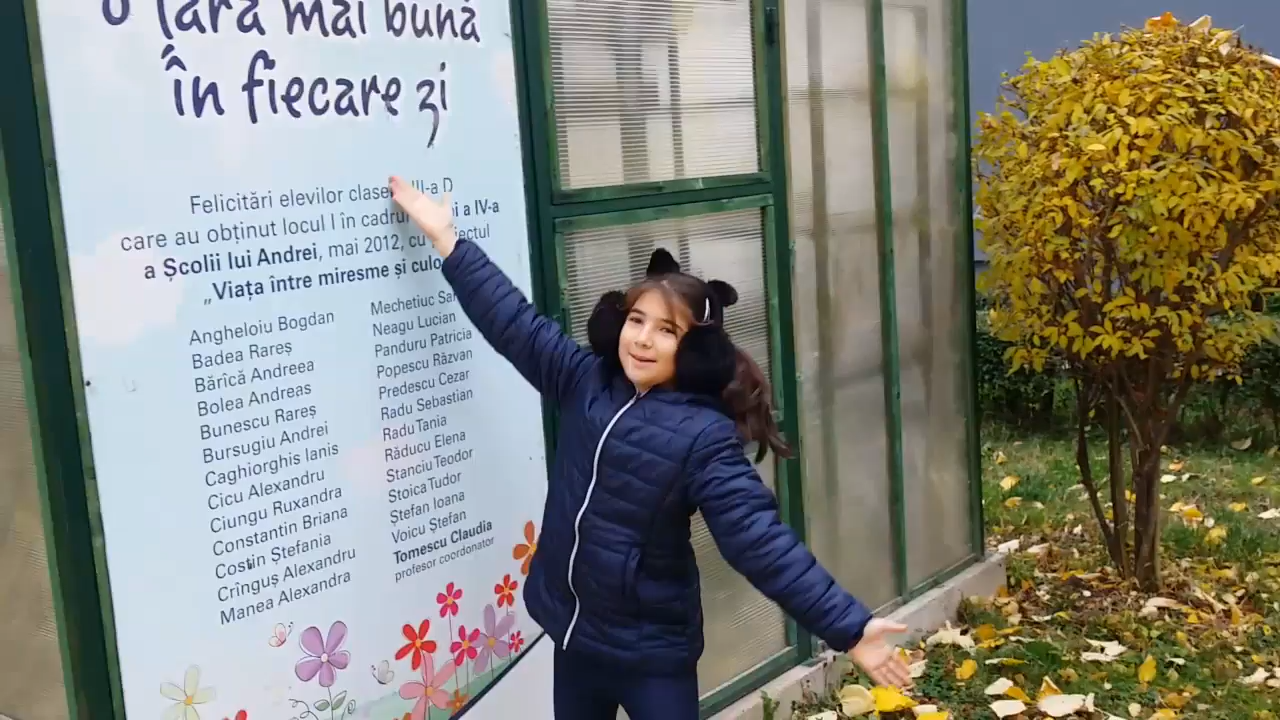 O țară mai bună
în fiecare zi
Felicitări elevilor clasei III-a D
care au obținut locul I în cadrul a IV-a
a Școlii lui Andrei, mai 2012, cu proiectul
„Viața între miresme și
Angheloiu Bogdan
Badea Rareș
Bărîcă Andreea
Bolea Andreas
Bunescu Rareș
Bursugiu Andrei
Caghiorghis Ianis
Cicu Alexandru
Ciungu Ruxandra
Constantin Briana
Costin Ștefania
Crînguș Alexandru
Manea Alexandra
Mechetiuc
Neagu Lucian
Panduru Patricia
Popescu Răzvan
Predescu Cezar
Radu Sebastian
Radu Tania
Răducu Elena
Stanciu Teodor
Stoica Tudor
Ștefan Ioana
Voicu Ștefan
Tomescu Claudia
profesor coordonator